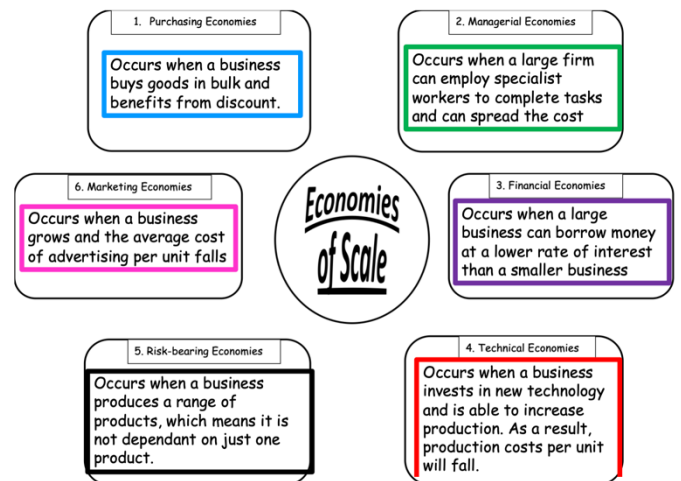 1. Purchasing Economies
Occurs when a business
buys goods in bulk and
benefits from discount.
2. Managerial Economies
Occurs when a large firm
can employ specialist
workers to complete tasks
and can spread the cost
6. Marketing Economies
Occurs when a business
grows and the average cost
of advertising per unit falls
Economies
of Scale
3. Financial Economies
Occurs when a large
business can borrow money
at a lower rate of interest
than a smaller business
5. Risk-bearing Economies
Occurs when a business
produces a range of
products, which means it is
not dependant on just one
product.
4. Technical Economies
Occurs when a business
invests in new technology
and is able to increase
production. As a result,
production costs per unit
will fall.